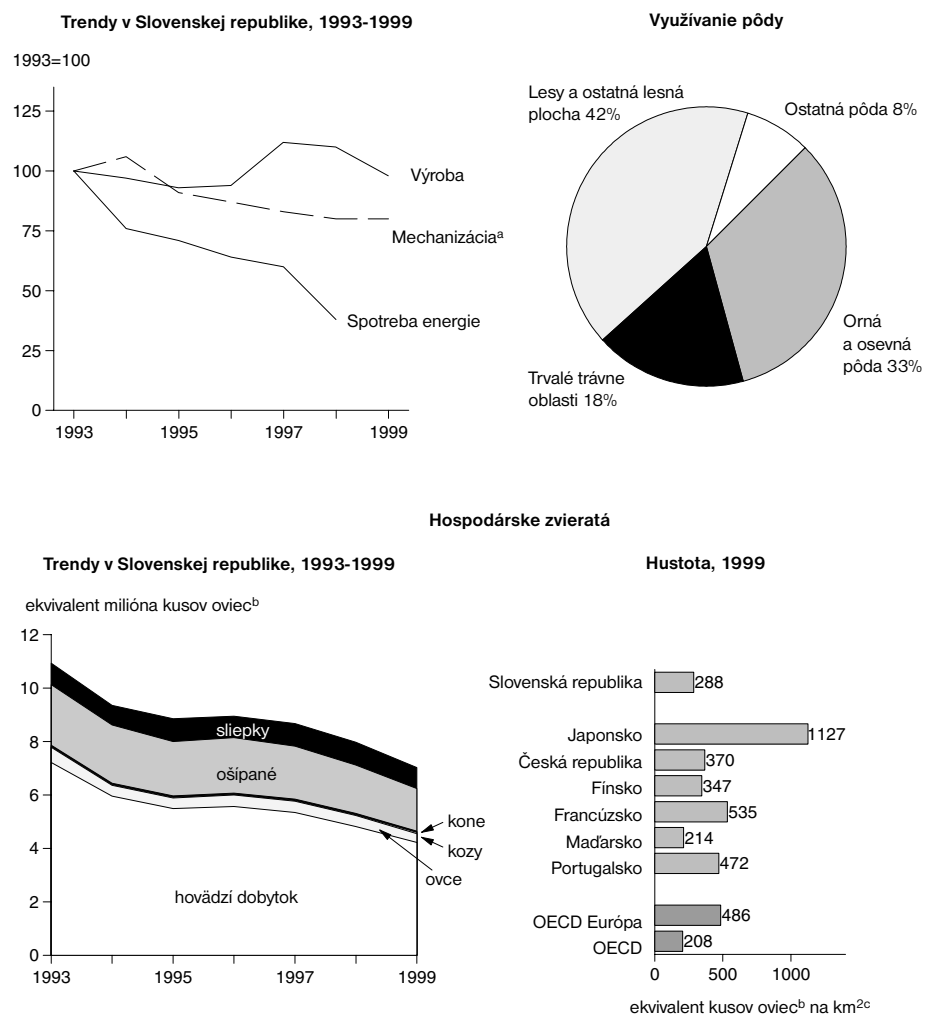 Trendy v Slovenskej republike, 1993-1999
1993=100
125
100
75
50
25
0
1993
1995
1997
1999
Výroba
Mechanizáciaa
Spotreba energie
Využívanie pôdy
Lesy a ostatná lesná
plocha 42%
Ostatná pôda 8%
Orná
a osevná
pôda 33%
Trvalé trávne
oblasti 18%
Hospodárske zvieratá
Trendy v Slovenskej republike, 1993-1999
ekvivalent milióna kusov oviecb
12
10
8
6
4
2
0
1993
1995
1997
1999
sliepky
ošípané
kone
kozy
ovce
hovädzí dobytok
Hustota, 1999
Slovenská republika 288
Japonsko 1127
Česká republika 370
Fínsko 347
Francúzsko 535
Maďarsko 214
Portugalsko 472
OECD Európa 486
OECD 208
0 500 1000
ekvivalent kusov oviecb na km2c